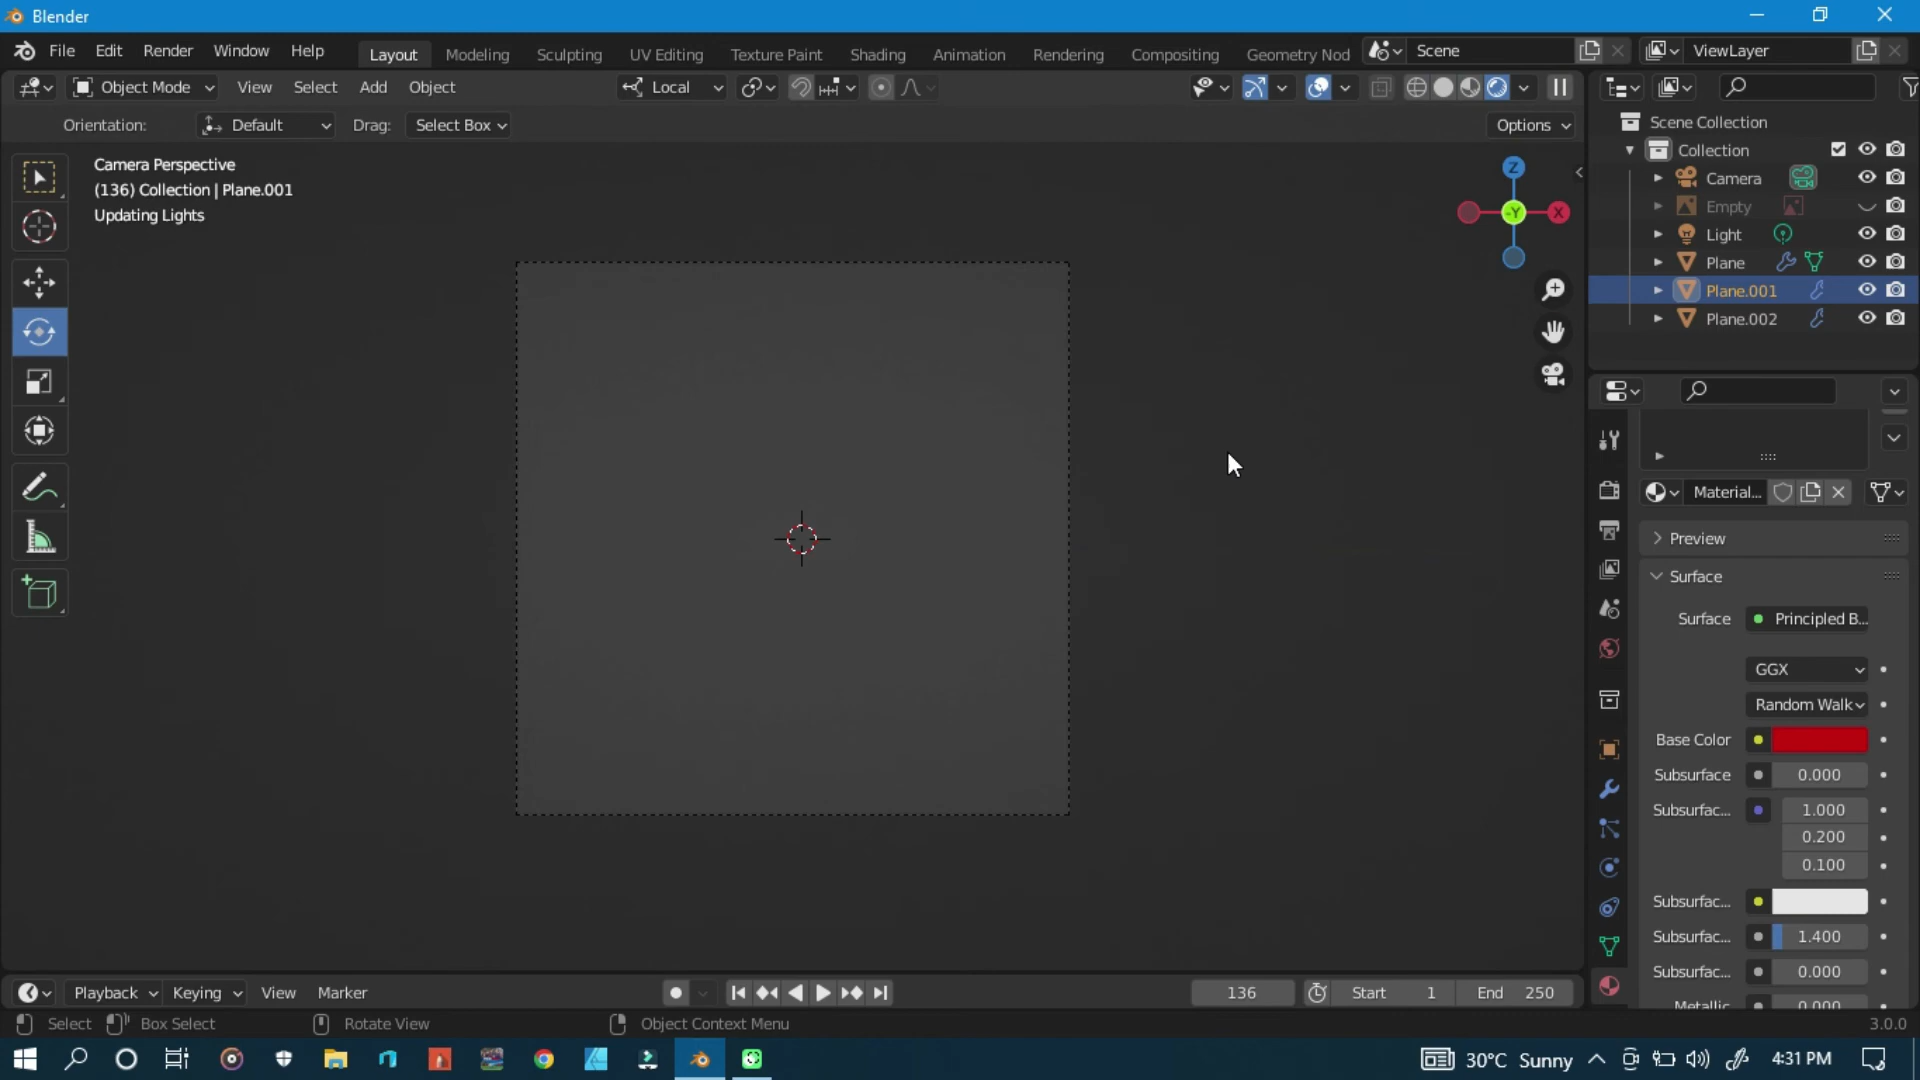 Blender
File Edit Render Window Help Layout Modeling Sculpting UV Editing Texture Paint Shading Animation Rendering Compositing Geometry Nod Scene ViewLayer
Object Mode View Select Add Object Local
Orientation: Default Drag: Select Box Options
Camera Perspective
(136) Collection | Plane.001
Updating Lights
Z
-Y
X
Scene Collection
Collection
Camera
Empty
Light
Plane
Plane.001
Plane.002
Material...
Preview
Surface
Surface Principled B...
GGX
Random Walk
Base Color
Subsurface 0.000
Subsurfac... 1.000
0.200
0.100
Subsurfac...
Subsurfac... 1.400
Subsurfac... 0.000
Metallic 0.000
Playback Keying View Marker 136 Start 1 End 250
Select Box Select Rotate View Object Context Menu 3.0.0
30°C Sunny 4:31 PM